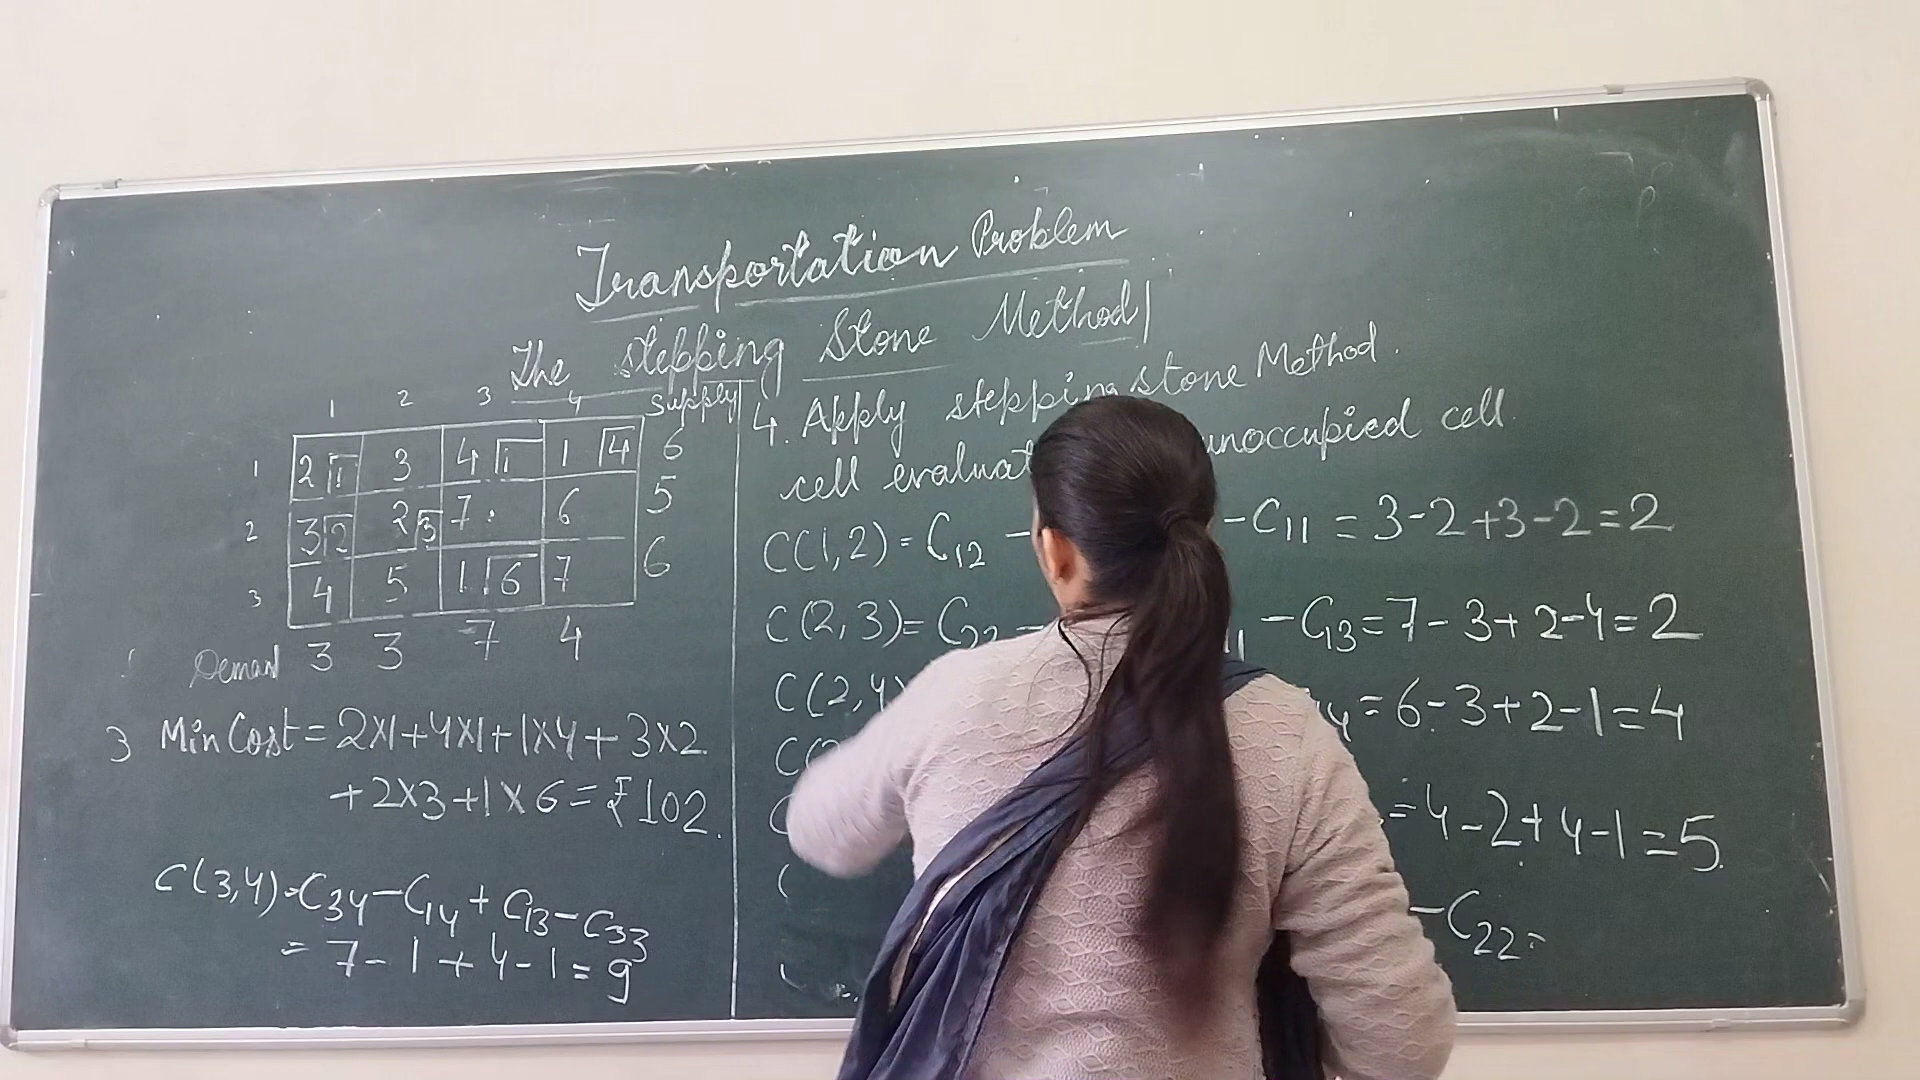 Transportation Problem
The stepping Stone Method
1 2 3 4 Supply
1 2 1 3 4 1 1 4 6
2 3 2 2 3 7 6 5
3 4 5 1 6 7 6
Demand 3 3 7 4
3 Min Cost = 2×1+4×1+1×4+3×2
+2×3+1×6=₹102.
C(3,4)=C34-C14+C13-C33
= 7-1+4-1=9
4. Apply stepping stone Method.
cell unoccupied cell
C(1,2)=C12 - -C11=3-2+3-2=2
C(2,3)=C22- -C13=7-3+2-4=2
C(2,4 =6-3+2-1=4
=4-2+4-1=5.
-C22=